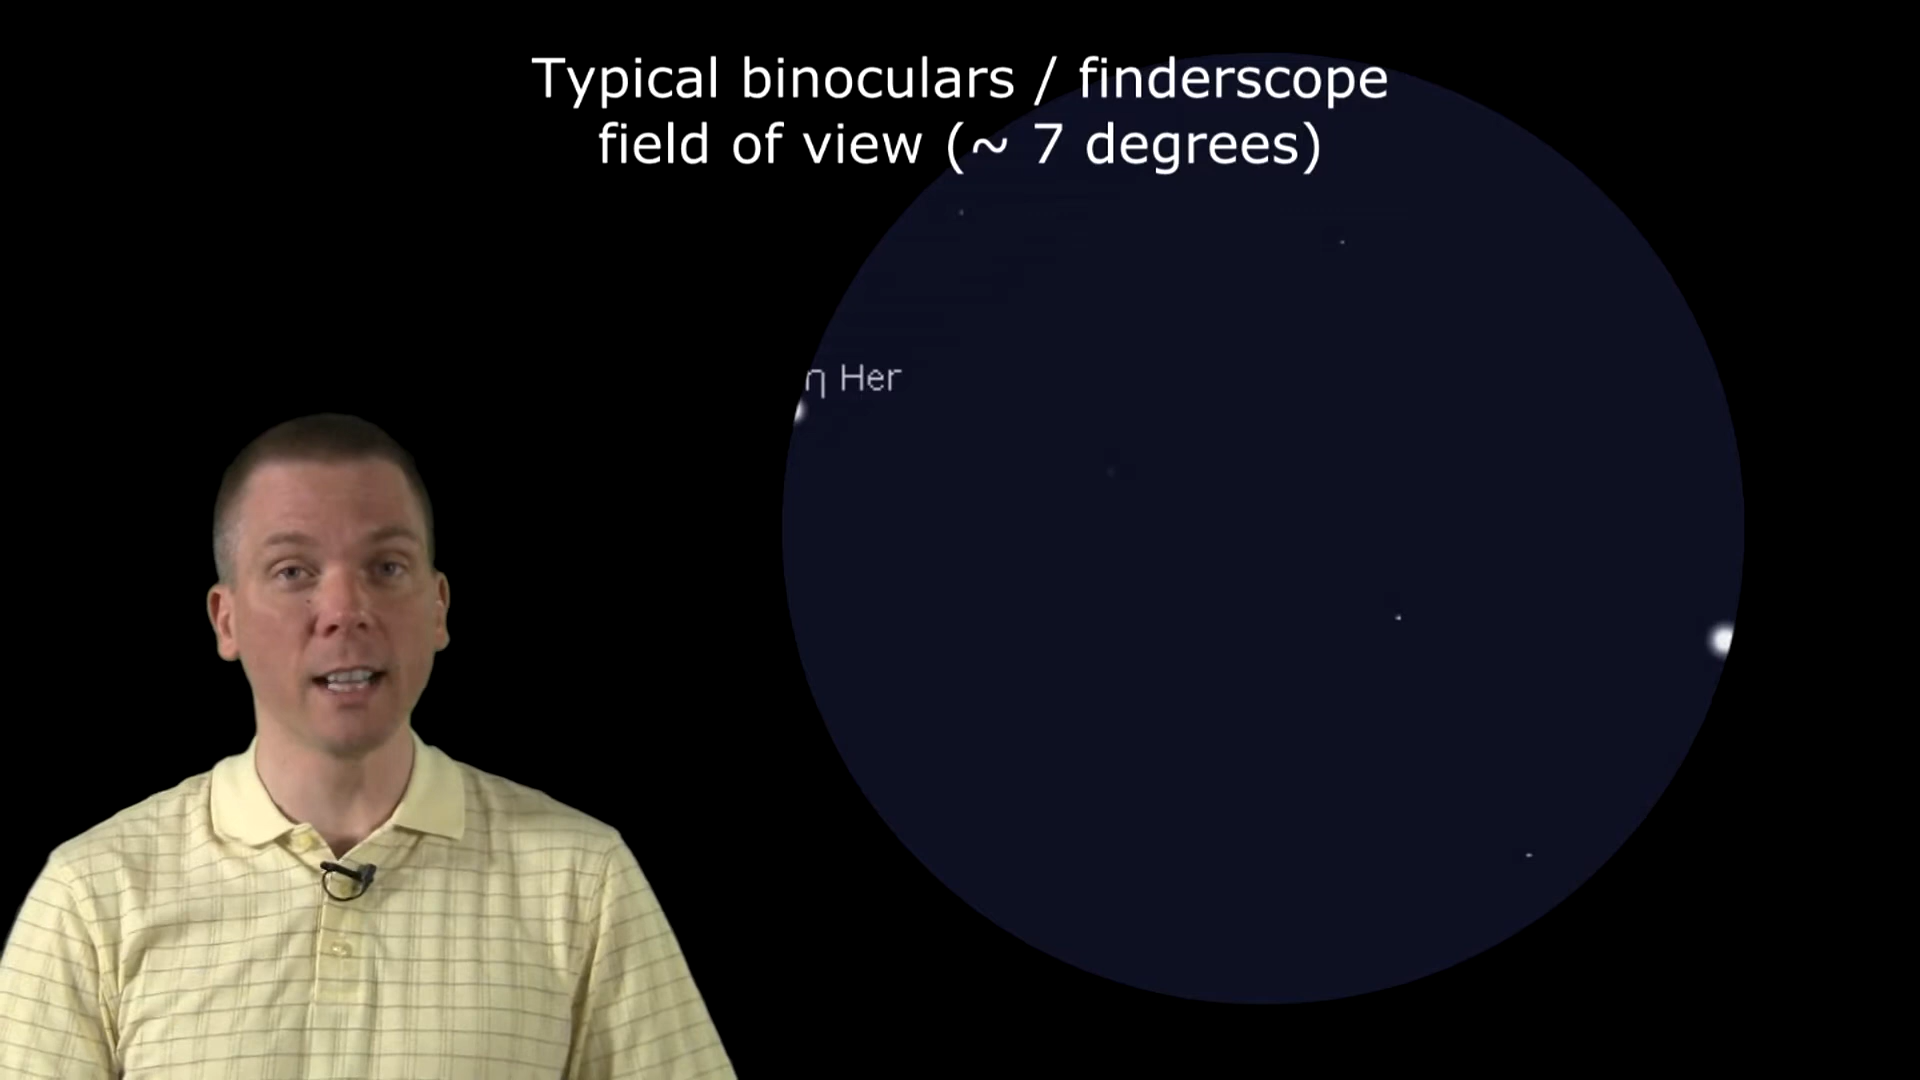 Typical binoculars / finderscope
field of view (~ 7 degrees)
η Her